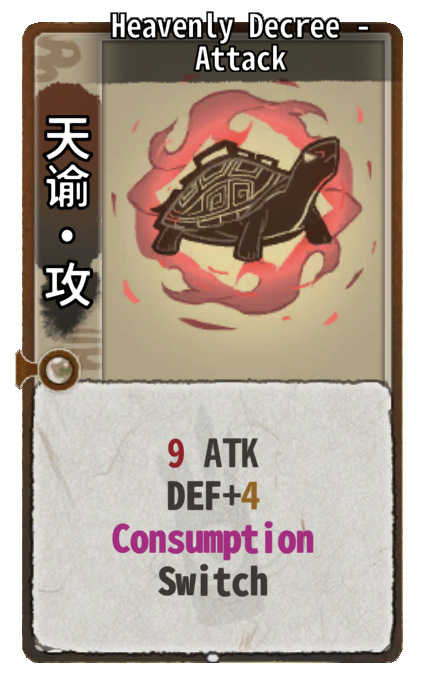 Heavenly Decree -
Attack
天谕・攻
9 ATK
DEF+4
Consumption
Switch